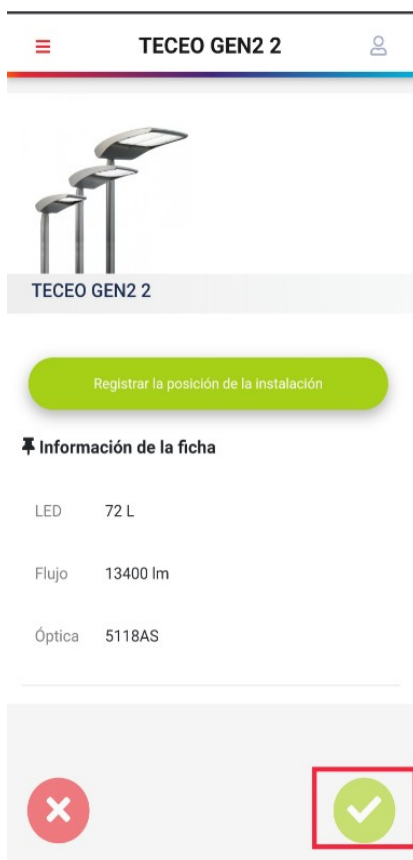 TECEO GEN2 2
TECEO GEN2 2
Registrar la posición de la instalación
Información de la ficha
LED 72 L
Flujo 13400 lm
Óptica 5118AS